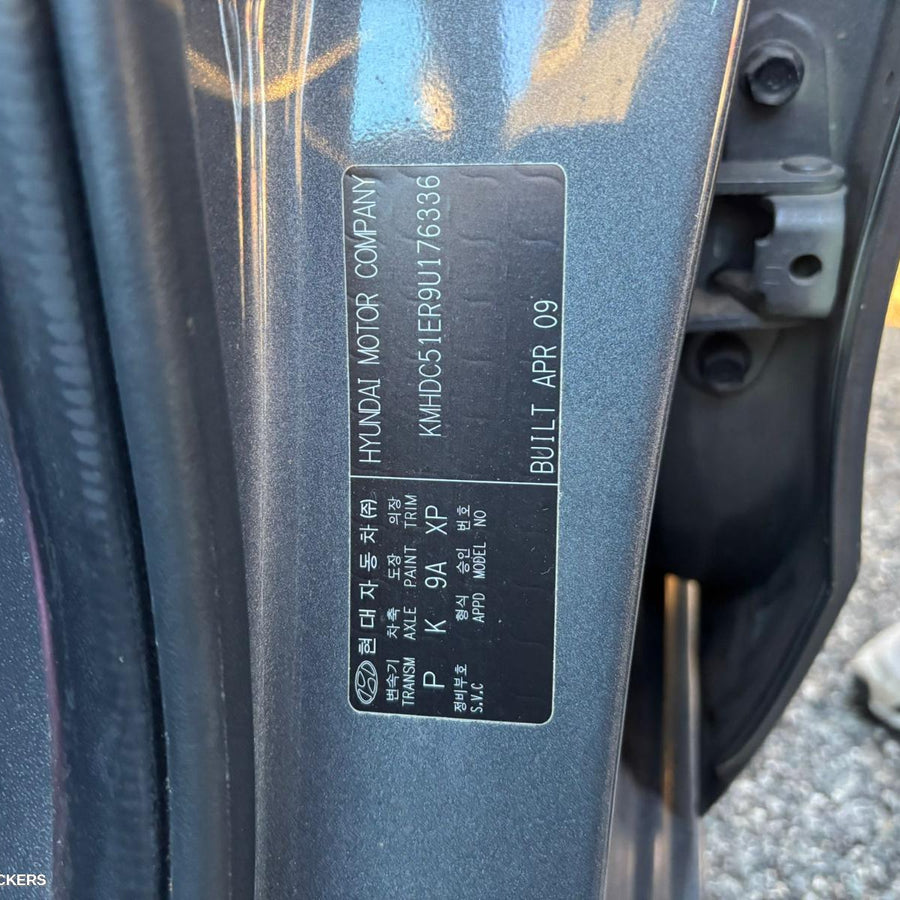 현대자동차(주) HYUNDAI MOTOR COMPANY
변속기 차축 도장 의장
TRANSM AXLE PAINT TRIM
P K 9A XP
KMHDC51ER9U176336
정비부호 형식 승인 번호
S.V.C APPD MODEL NO
BUILT APR 09
CKERS